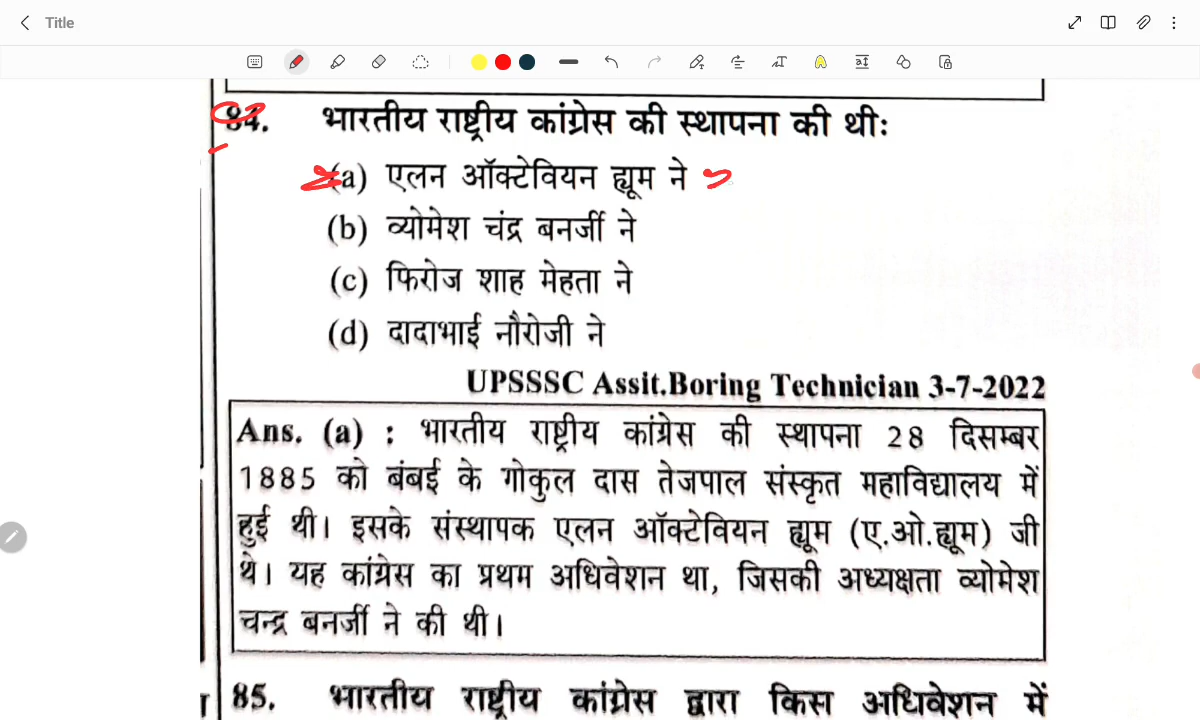 Title
84. भारतीय राष्ट्रीय कांग्रेस की स्थापना की थीः
(a) एलन ऑक्टेवियन ह्यूम ने
(b) व्योमेश चंद्र बनर्जी ने
(c) फिरोज शाह मेहता ने
(d) दादाभाई नौरोजी ने
UPSSSC Assit.Boring Technician 3-7-2022
Ans. (a) : भारतीय राष्ट्रीय कांग्रेस की स्थापना 28 दिसम्बर
1885 को बंबई के गोकुल दास तेजपाल संस्कृत महाविद्यालय में
हुई थी। इसके संस्थापक एलन ऑक्टेवियन ह्यूम (ए.ओ.ह्यूम) जी
थे। यह कांग्रेस का प्रथम अधिवेशन था, जिसकी अध्यक्षता व्योमेश
चन्द्र बनर्जी ने की थी।
85. भारतीय राष्ट्रीय कांग्रेस द्वारा किस अधिवेशन में